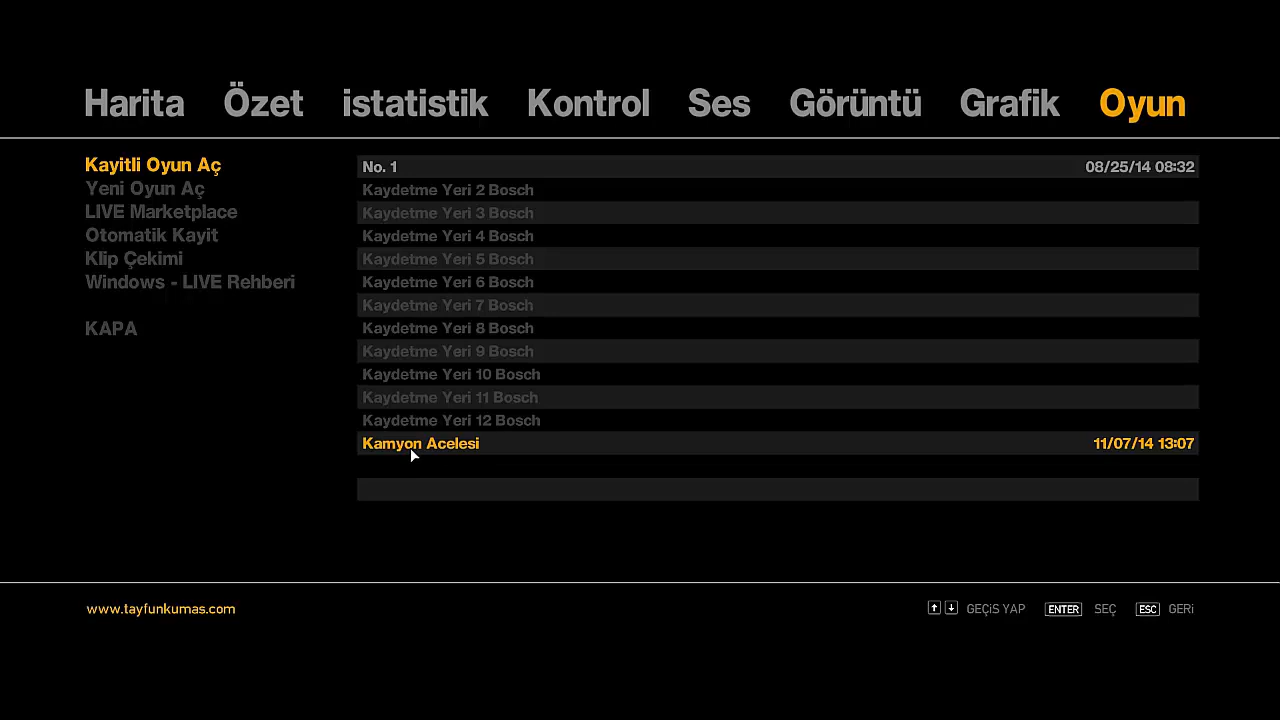 Harita Özet istatistik Kontrol Ses Görüntü Grafik Oyun
Kayitli Oyun Aç
Yeni Oyun Aç
LIVE Marketplace
Otomatik Kayit
Klip Çekimi
Windows - LIVE Rehberi
KAPA
No. 1 08/25/14 08:32
Kaydetme Yeri 2 Bosch
Kaydetme Yeri 3 Bosch
Kaydetme Yeri 4 Bosch
Kaydetme Yeri 5 Bosch
Kaydetme Yeri 6 Bosch
Kaydetme Yeri 7 Bosch
Kaydetme Yeri 8 Bosch
Kaydetme Yeri 9 Bosch
Kaydetme Yeri 10 Bosch
Kaydetme Yeri 11 Bosch
Kaydetme Yeri 12 Bosch
Kamyon Acelesi 11/07/14 13:07
www.tayfunkumas.com GEÇiS YAP ENTER SEÇ ESC GERi